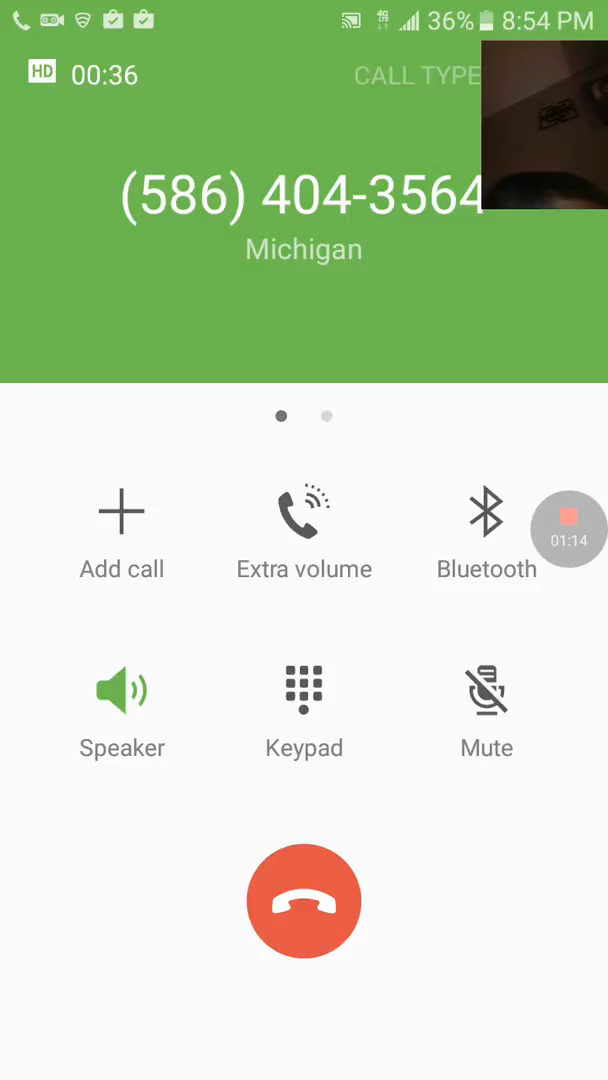 36% 8:54 PM
HD 00:36 CALL TYPE
(586) 404-3564
Michigan
Add call Extra volume Bluetooth
01:14
Speaker Keypad Mute